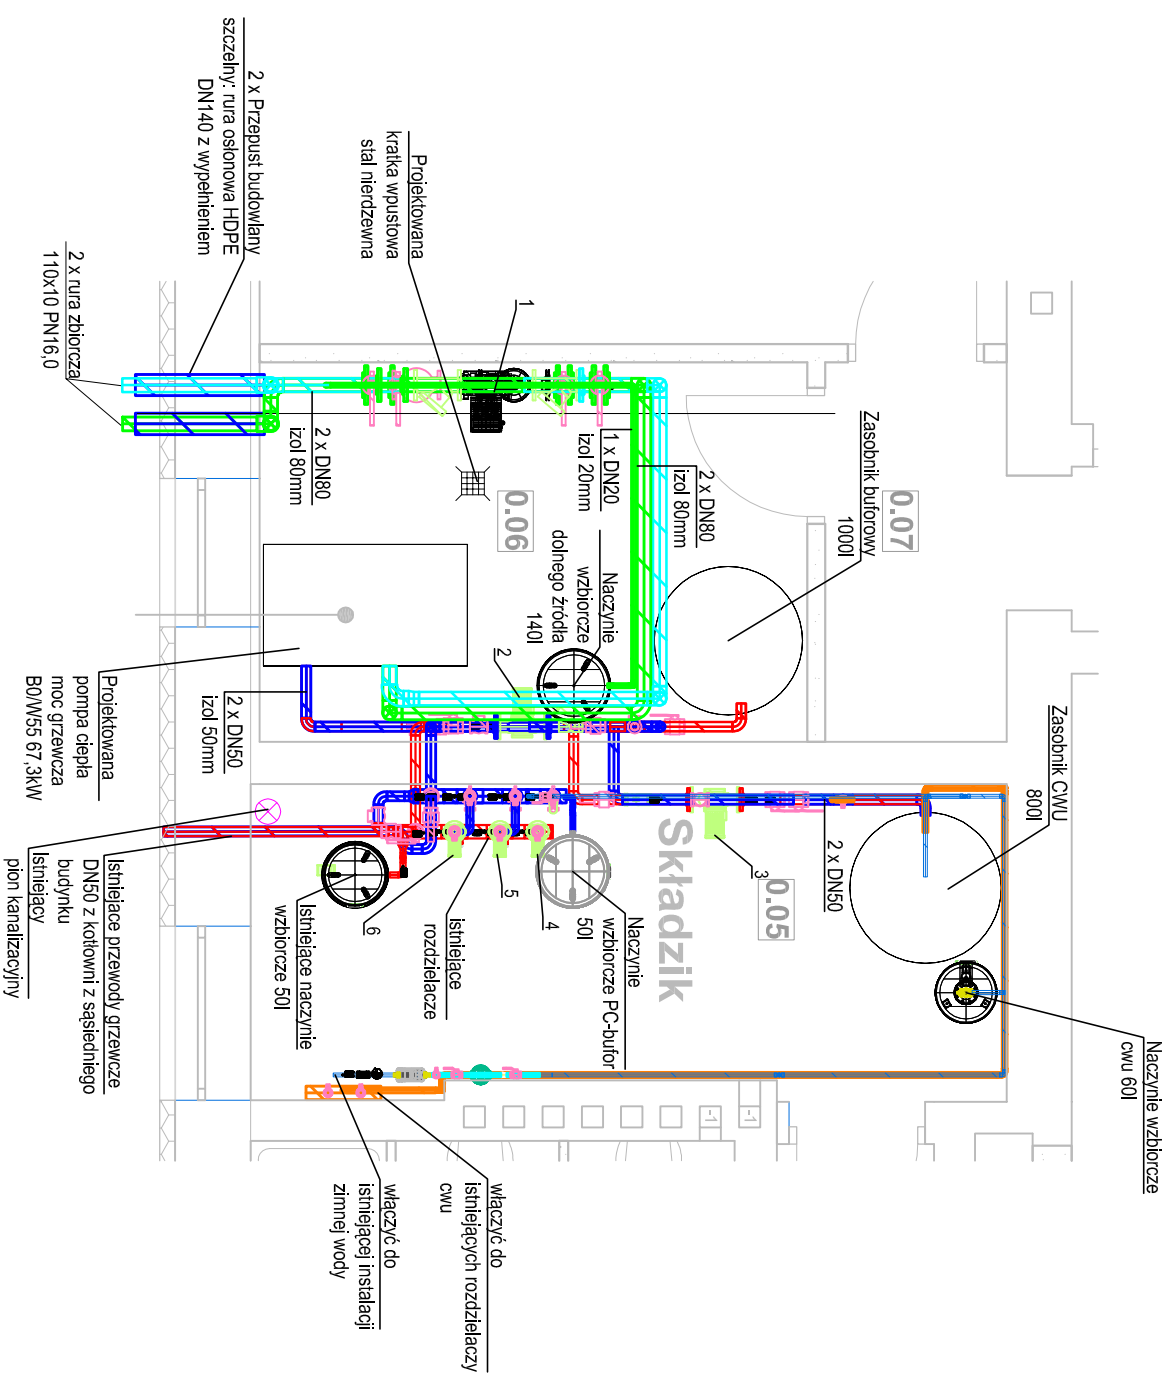 2 x Przepust budowlany
szczelny: rura osłonowa HDPE
DN140 z wypełnieniem
2 x rura zbiorcza
110x10 PN16,0
Projektowana
kratka wpustowa
stal nierdzewna
1
2 x DN80
izol 80mm
1 x DN20
izol 20mm
2 x DN80
izol 80mm
Zasobnik buforowy
1000l
0.07
0.06
Naczynie
wzbiorcze
dolnego źródła
140l
2
Projektowana
pompa ciepła
moc grzewcza
B0/W55 67,3kW
2 x DN50
izol 50mm
Zasobnik CWU
800l
2 x DN50
3
0.05
Składzik
Naczynie
wzbiorcze PC-bufor
50l
4
5
6
istniejące
rozdzielacze
Istniejące naczynie
wzbiorcze 50l
Istniejace przewody grzewcze
DN50 z kotłowni z sąsiedniego
budynku
Istniejący
pion kanalizacyjny
Naczynie wzbiorcze
cwu 60l
-1
-1
włączyć do
istniejących rozdzielaczy
cwu
włączyć do
istniejącej instalacji
zimnej wody